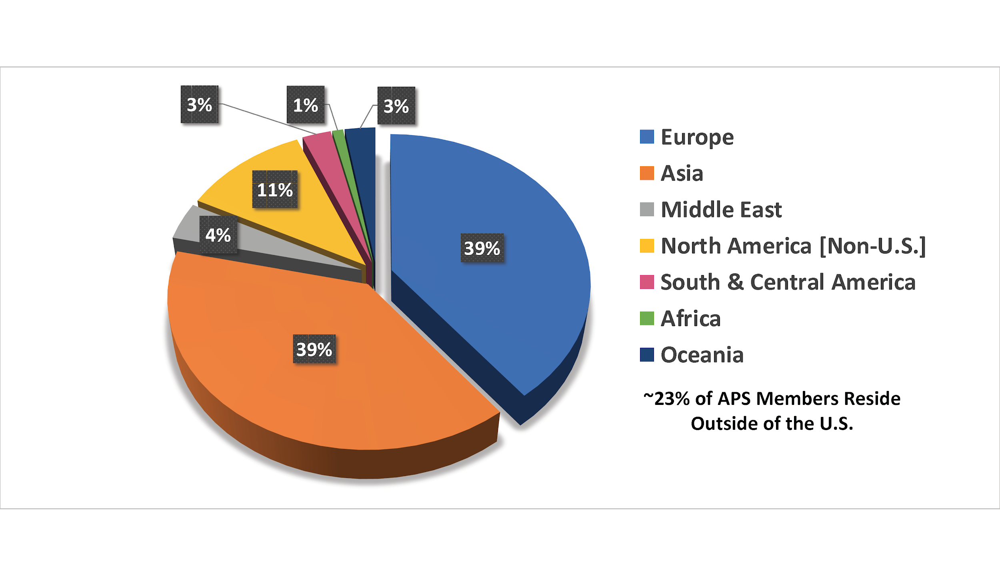 3%
1%
3%
11%
4%
39%
39%
Europe
Asia
Middle East
North America [Non-U.S.]
South & Central America
Africa
Oceania
~23% of APS Members Reside
Outside of the U.S.